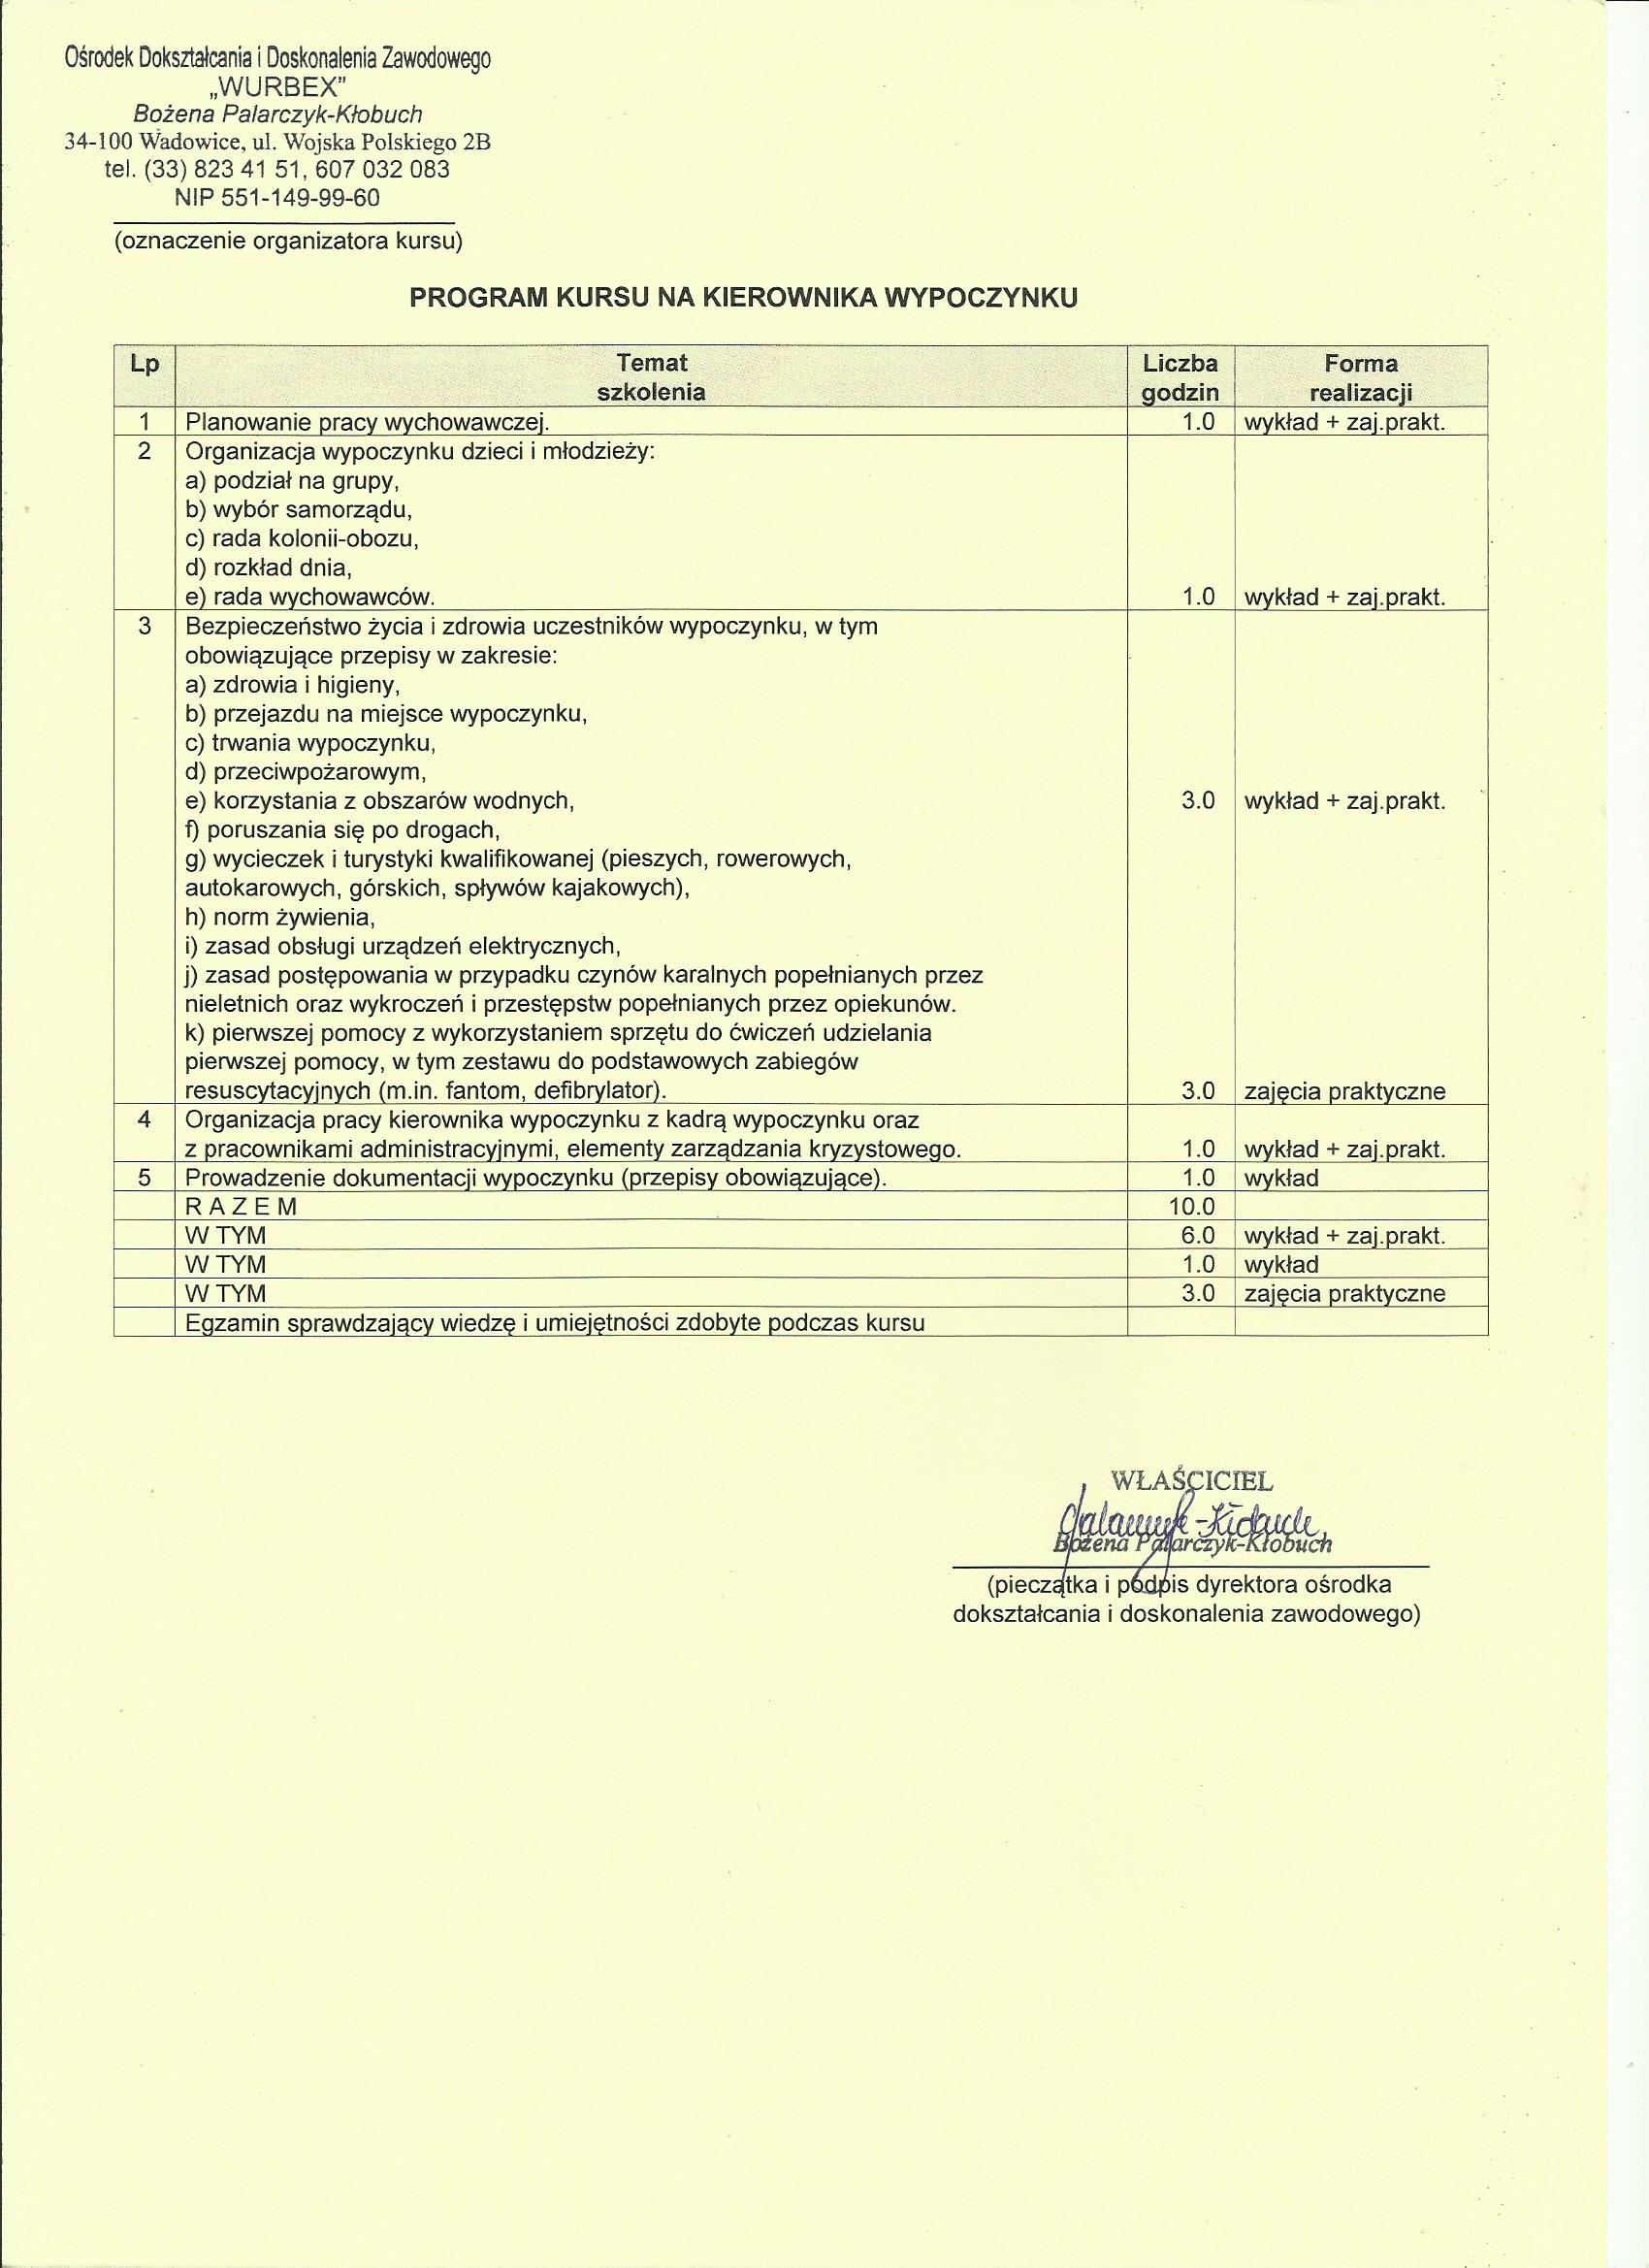 Ośrodek Dokształcania i Doskonalenia Zawodowego
„WURBEX”
Bożena Palarczyk-Kłobuch
34-100 Wadowice, ul. Wojska Polskiego 2B
tel. (33) 823 41 51, 607 032 083
NIP 551-149-99-60
(oznaczenie organizatora kursu)
PROGRAM KURSU NA KIEROWNIKA WYPOCZYNKU
Lp Temat Liczba Forma
szkolenia godzin realizacji
1 Planowanie pracy wychowawczej. 1.0 wykład + zaj.prakt.
2 Organizacja wypoczynku dzieci i młodzieży:
a) podział na grupy,
b) wybór samorządu,
c) rada kolonii-obozu,
d) rozkład dnia,
e) rada wychowawców. 1.0 wykład + zaj.prakt.
3 Bezpieczeństwo życia i zdrowia uczestników wypoczynku, w tym
obowiązujące przepisy w zakresie:
a) zdrowia i higieny,
b) przejazdu na miejsce wypoczynku,
c) trwania wypoczynku,
d) przeciwpożarowym,
e) korzystania z obszarów wodnych, 3.0 wykład + zaj.prakt.
f) poruszania się po drogach,
g) wycieczek i turystyki kwalifikowanej (pieszych, rowerowych,
autokarowych, górskich, spływów kajakowych),
h) norm żywienia,
i) zasad obsługi urządzeń elektrycznych,
j) zasad postępowania w przypadku czynów karalnych popełnianych przez
nieletnich oraz wykroczeń i przestępstw popełnianych przez opiekunów.
k) pierwszej pomocy z wykorzystaniem sprzętu do ćwiczeń udzielania
pierwszej pomocy, w tym zestawu do podstawowych zabiegów
resuscytacyjnych (m.in. fantom, defibrylator). 3.0 zajęcia praktyczne
4 Organizacja pracy kierownika wypoczynku z kadrą wypoczynku oraz
z pracownikami administracyjnymi, elementy zarządzania kryzystowego. 1.0 wykład + zaj.prakt.
5 Prowadzenie dokumentacji wypoczynku (przepisy obowiązujące). 1.0 wykład
R A Z E M 10.0
W TYM 6.0 wykład + zaj.prakt.
W TYM 1.0 wykład
W TYM 3.0 zajęcia praktyczne
Egzamin sprawdzający wiedzę i umiejętności zdobyte podczas kursu
WŁAŚCICIEL
Palarczyk-Kłobuch
Bożena Palarczyk-Kłobuch
(pieczątka i podpis dyrektora ośrodka
dokształcania i doskonalenia zawodowego)